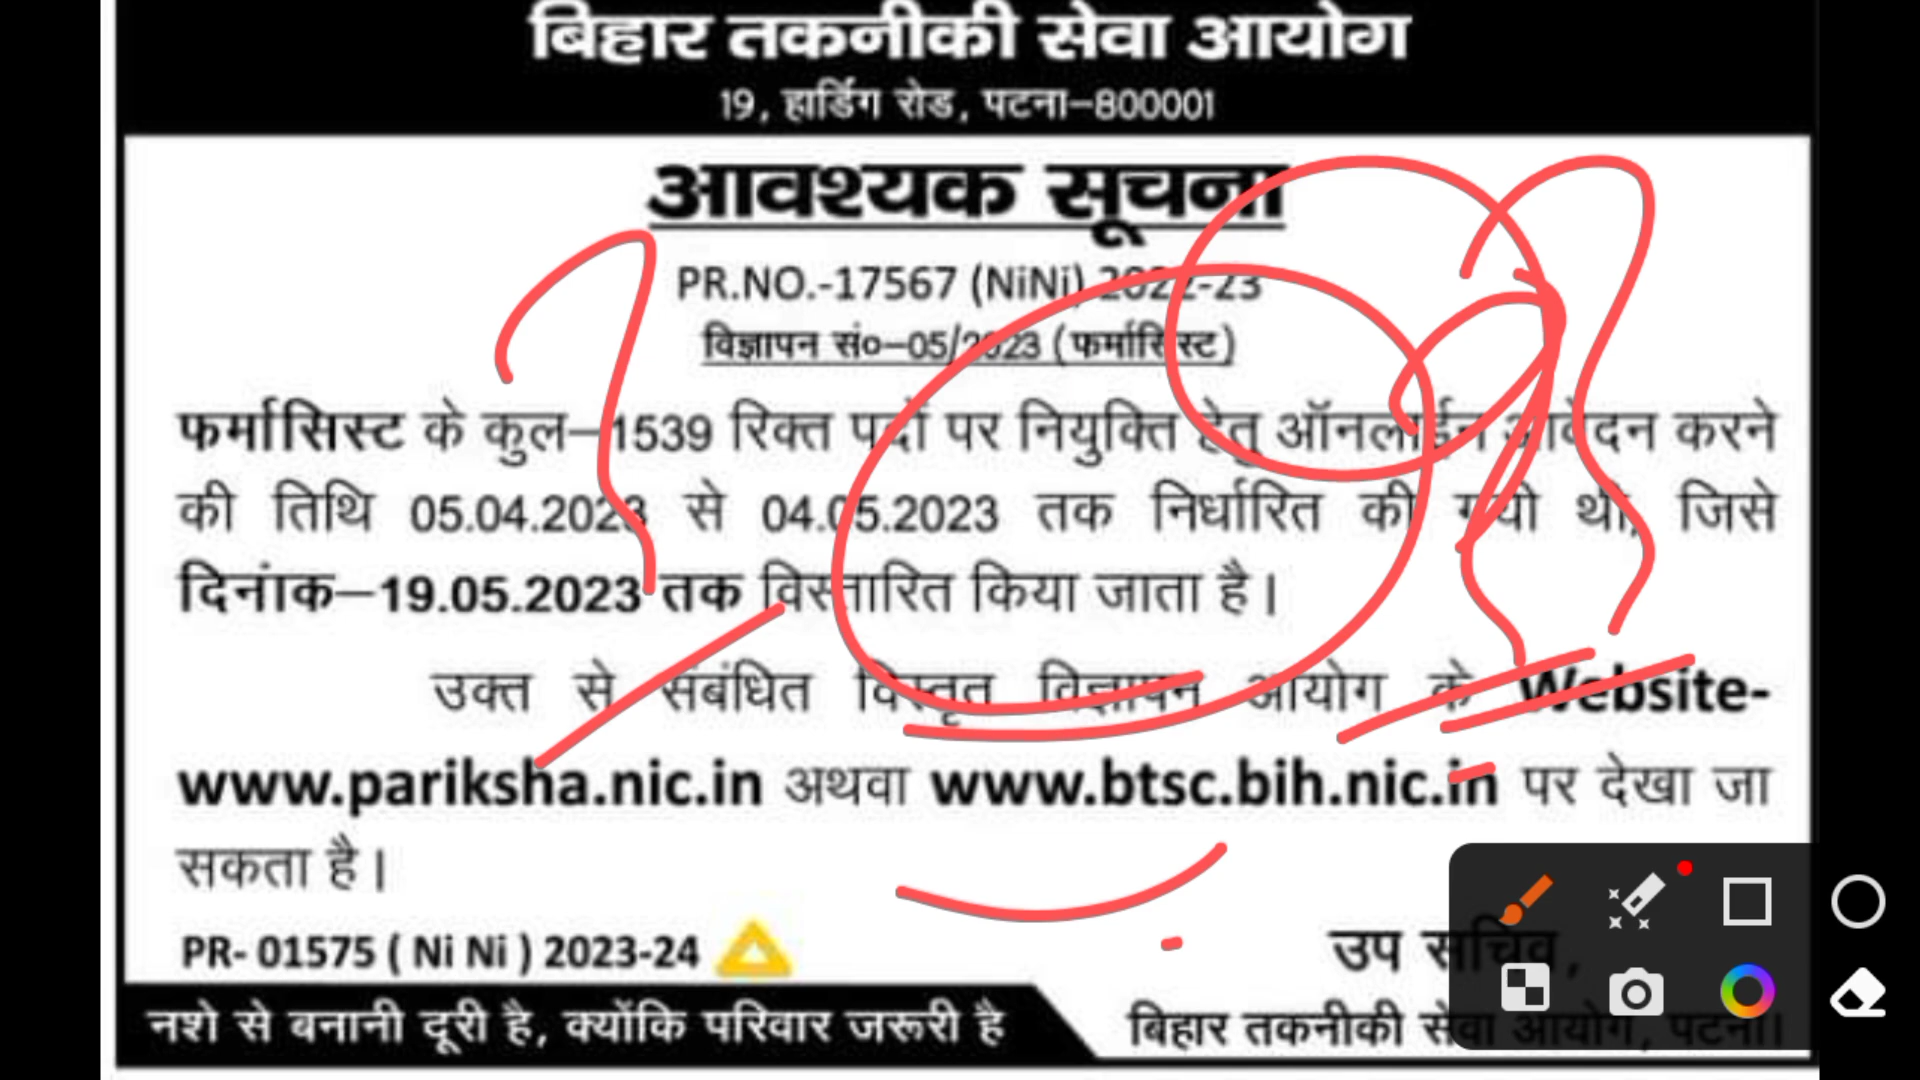 बिहार तकनीकी सेवा आयोग
19, हार्डिंग रोड, पटना–800001
आवश्यक सूचना
PR.NO.-17567 (NiNi) 2022-23
विज्ञापन सं०–05/2023 (फर्मासिस्ट)
फर्मासिस्ट के कुल–1539 रिक्त पदों पर नियुक्ति हेतु ऑनलाईन आवेदन करने
की तिथि 05.04.2023 से 04.05.2023 तक निर्धारित की गयी थी, जिसे
दिनांक–19.05.2023 तक विस्तारित किया जाता है।
उक्त से संबंधित विस्तृत विज्ञापन आयोग के Website-
www.pariksha.nic.in अथवा www.btsc.bih.nic.in पर देखा जा
सकता है।
PR- 01575 ( Ni Ni ) 2023-24
उप सचिव,
नशे से बनानी दूरी है, क्योंकि परिवार जरूरी है
बिहार तकनीकी सेवा आयोग, पटना।